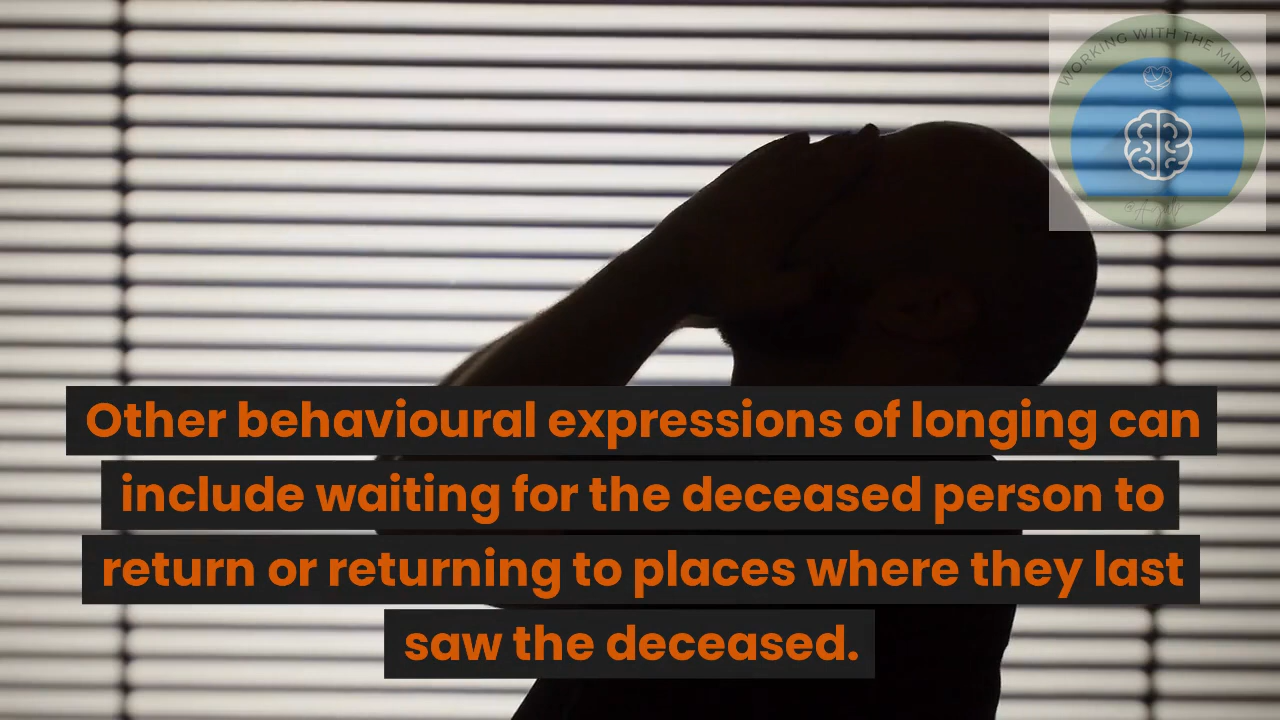 WORKING WITH THE MIND
Other behavioural expressions of longing can
include waiting for the deceased person to
return or returning to places where they last
saw the deceased.